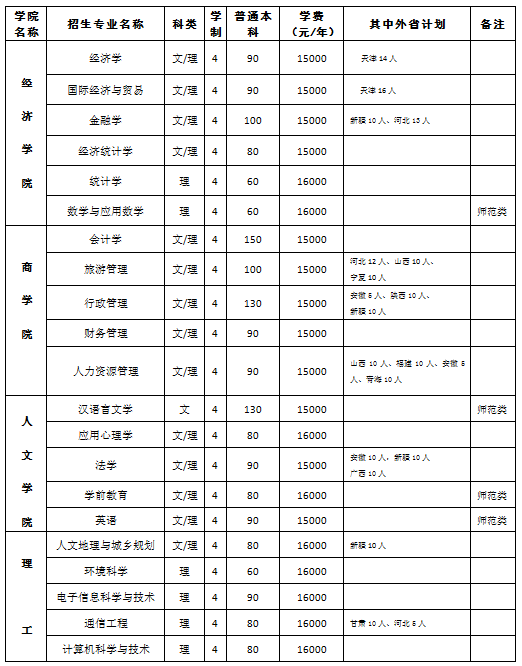 学院名称 招生专业名称 科类 学制 普通本科 学费（元/年） 其中外省计划 备注
经济学院
经济学 文/理 4 90 15000 天津 14 人
国际经济与贸易 文/理 4 90 15000 天津 16 人
金融学 文/理 4 100 15000 新疆 10 人、河北 13 人
经济统计学 文/理 4 80 15000
统计学 理 4 60 16000
数学与应用数学 理 4 60 16000 师范类
商学院
会计学 文/理 4 150 15000
旅游管理 文/理 4 100 15000 河北 12 人、山西 10 人、
宁夏 10 人
行政管理 文/理 4 130 15000 安徽 5 人、陕西 10 人、
新疆 10 人
财务管理 文/理 4 90 15000
人力资源管理 文/理 4 90 15000 山西 10 人、福建 10 人、安徽 5
人、青海 10 人
人文学院
汉语言文学 文 4 130 15000 师范类
应用心理学 文/理 4 80 16000
法学 文/理 4 90 15000 安徽 10 人，新疆 10 人
广西 10 人
学前教育 文/理 4 80 16000 师范类
英语 文/理 4 90 15000 师范类
理工
人文地理与城乡规划 文/理 4 80 16000 新疆 10 人
环境科学 理 4 60 16000
电子信息科学与技术 理 4 90 16000
通信工程 理 4 80 16000 甘肃 10 人、河北 5 人
计算机科学与技术 理 4 80 16000